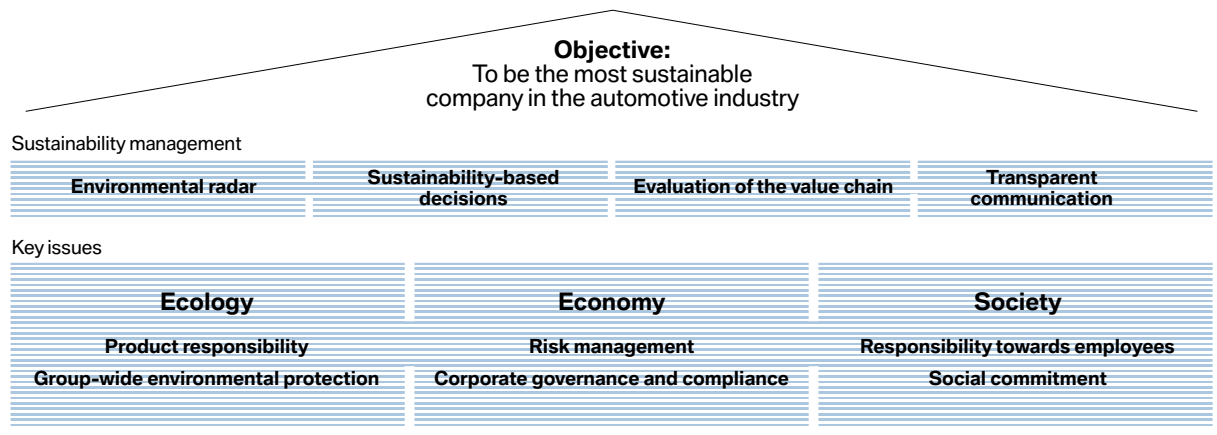 Objective:
To be the most sustainable
company in the automotive industry
Sustainability management
Environmental radar
Sustainability-based
decisions
Evaluation of the value chain
Transparent
communication
Key issues
Ecology
Economy
Society
Product responsibility
Risk management
Responsibility towards employees
Group-wide environmental protection
Corporate governance and compliance
Social commitment